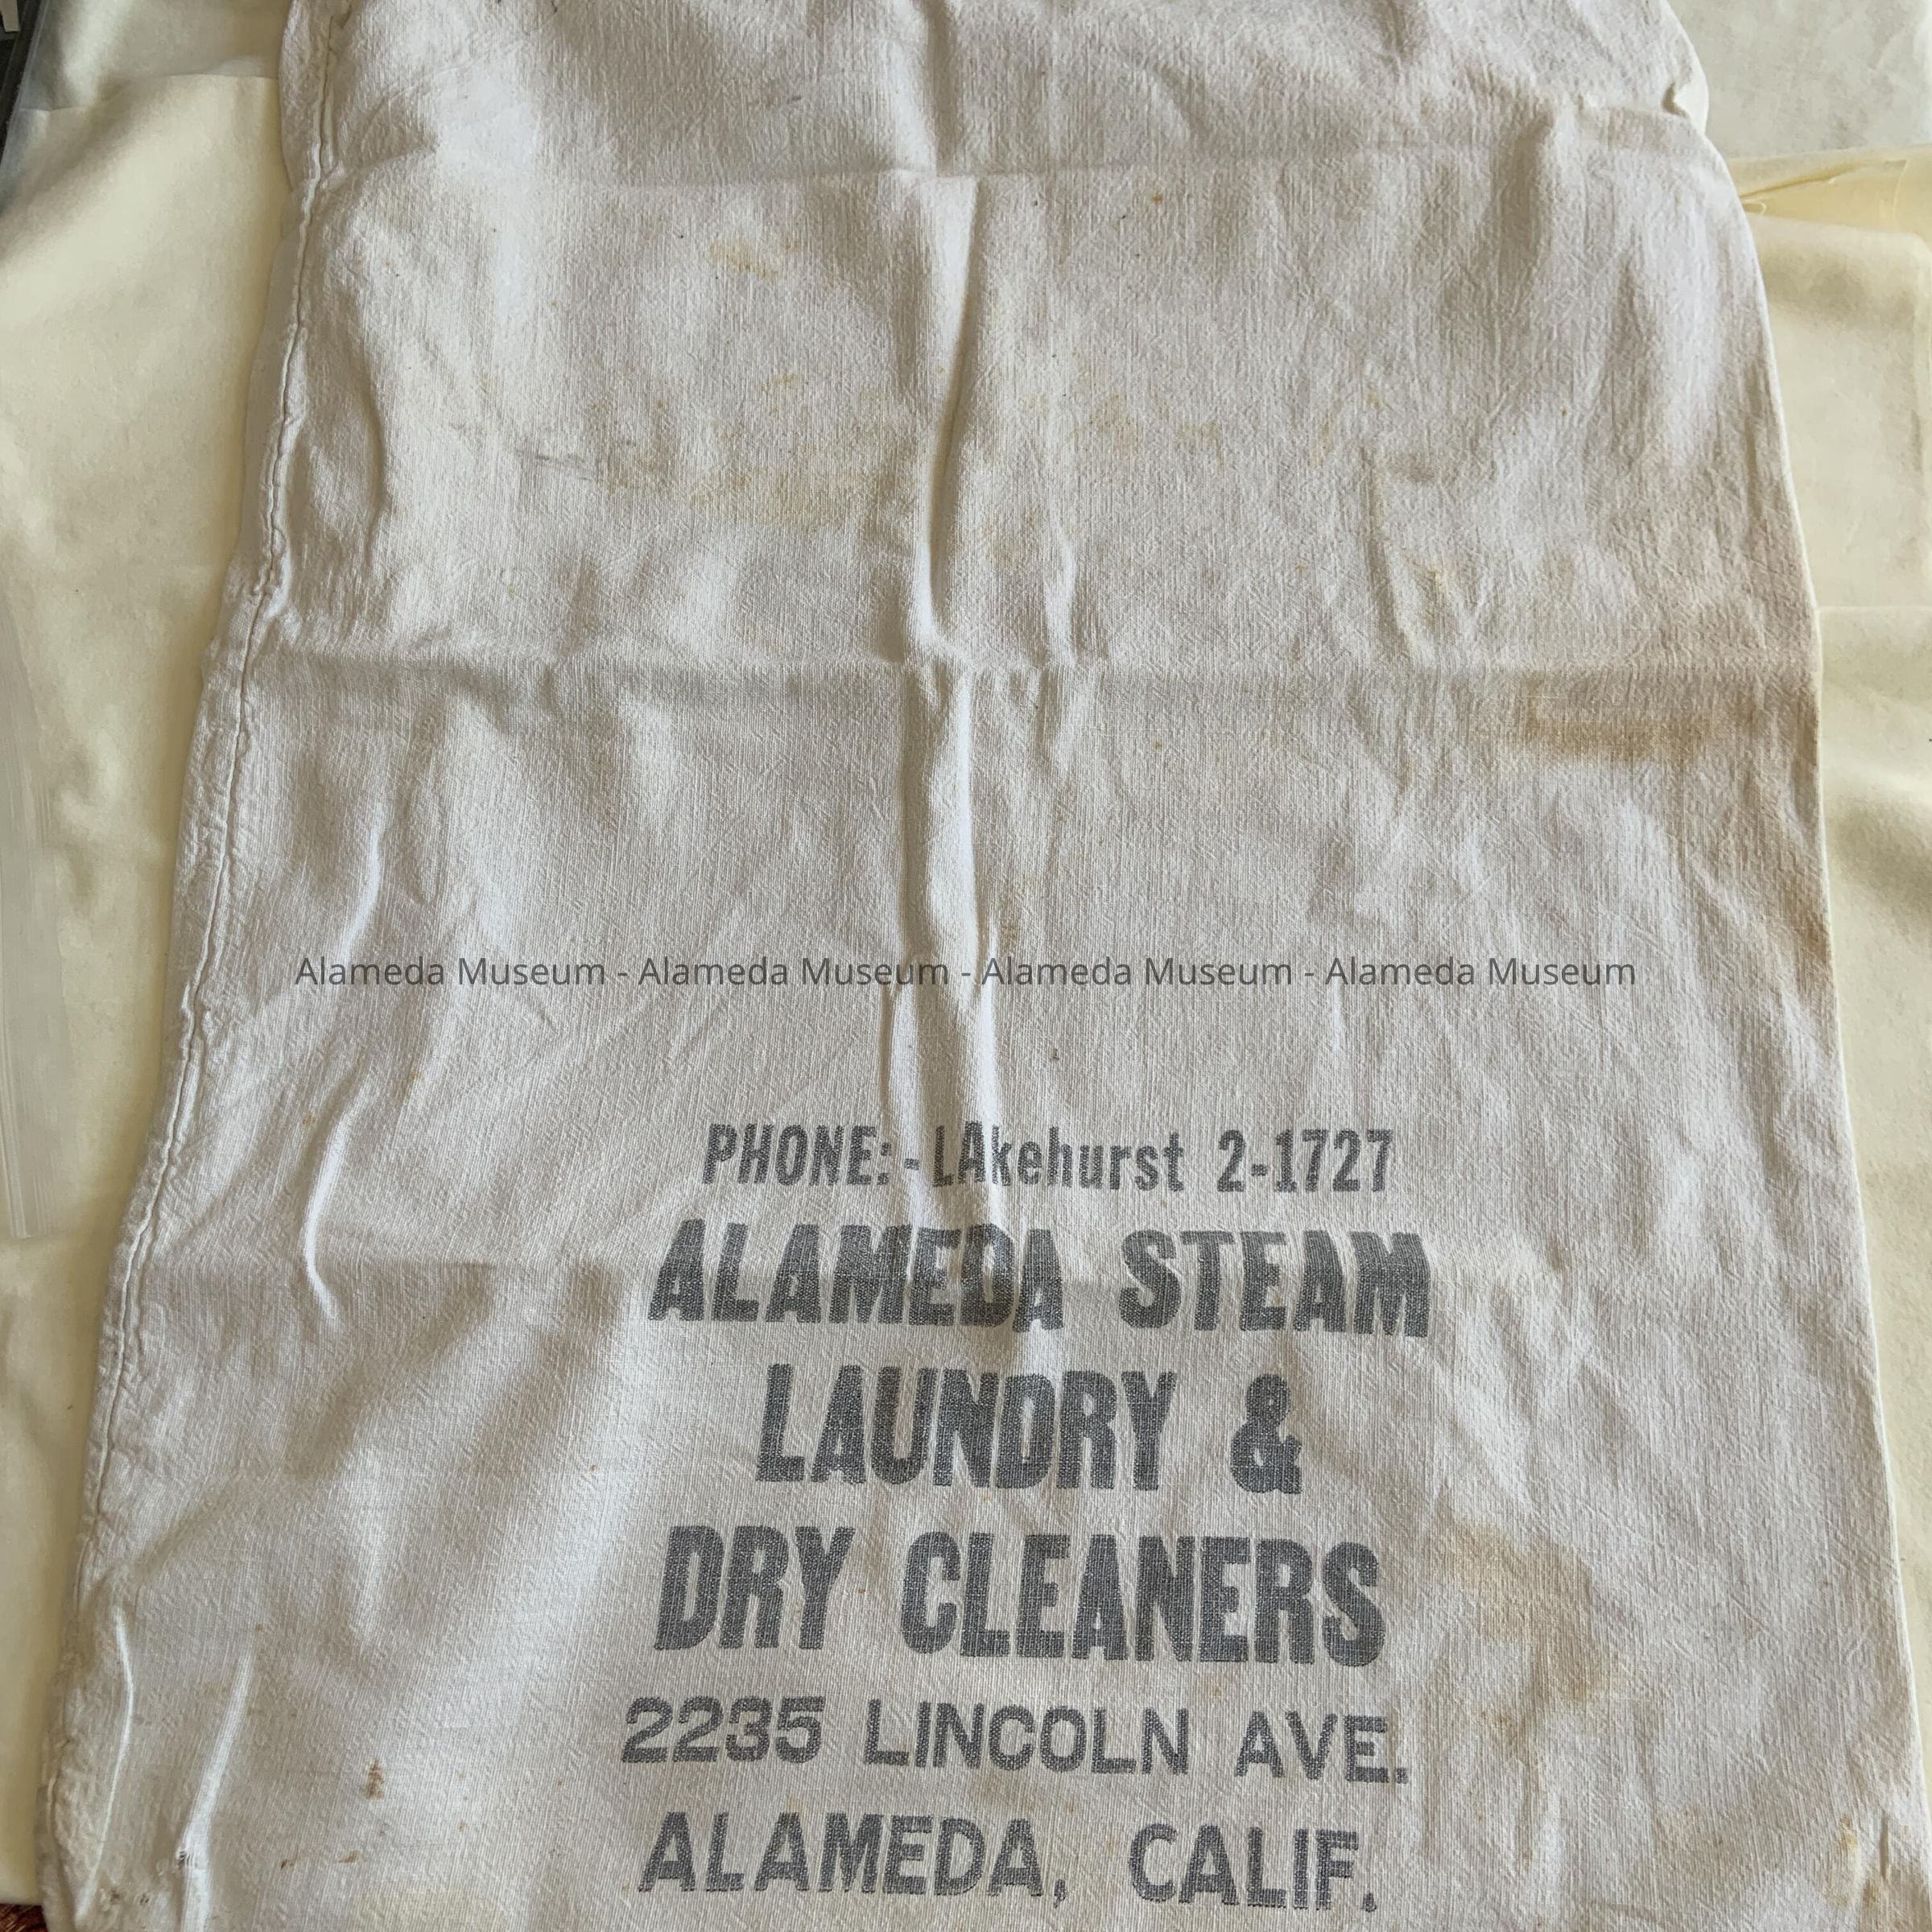 Alameda Museum - Alameda Museum - Alameda Museum - Alameda Museum
PHONE:- LAkehurst 2-1727
ALAMEDA STEAM
LAUNDRY &
DRY CLEANERS
2235 LINCOLN AVE.
ALAMEDA, CALIF.